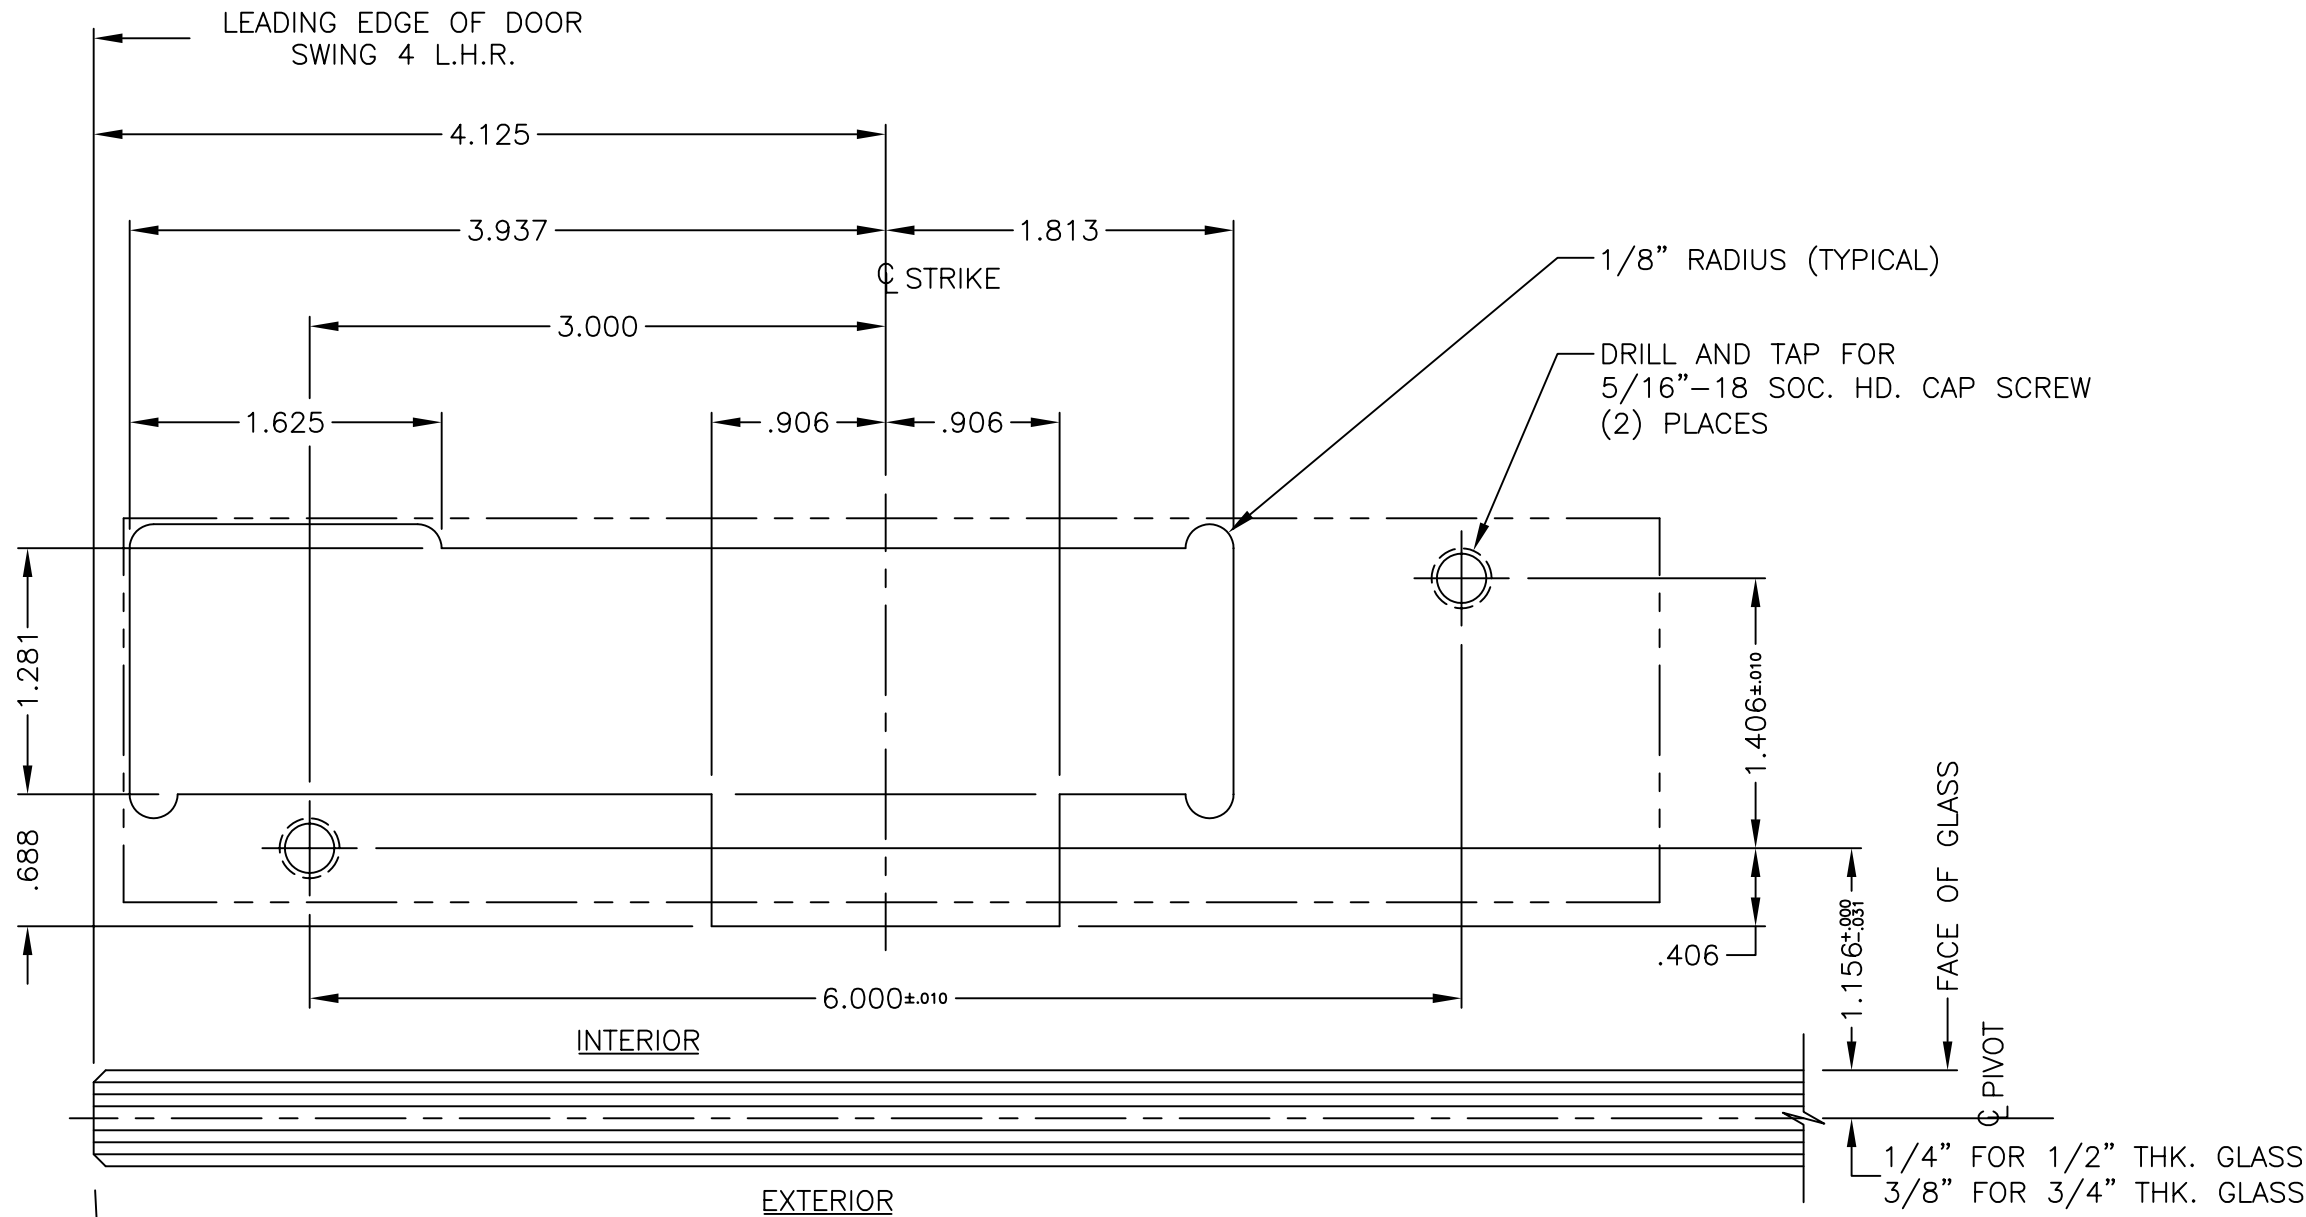 LEADING EDGE OF DOOR
SWING 4 L.H.R.
4.125
3.937
1.813
℄ STRIKE
1/8" RADIUS (TYPICAL)
3.000
DRILL AND TAP FOR
5/16"-18 SOC. HD. CAP SCREW
(2) PLACES
1.625
.906
.906
1.281
1.406±.010
.688
.406
1.156+.000
-.031
FACE OF GLASS
6.000±.010
INTERIOR
℄ PIVOT
1/4" FOR 1/2" THK. GLASS
3/8" FOR 3/4" THK. GLASS
EXTERIOR